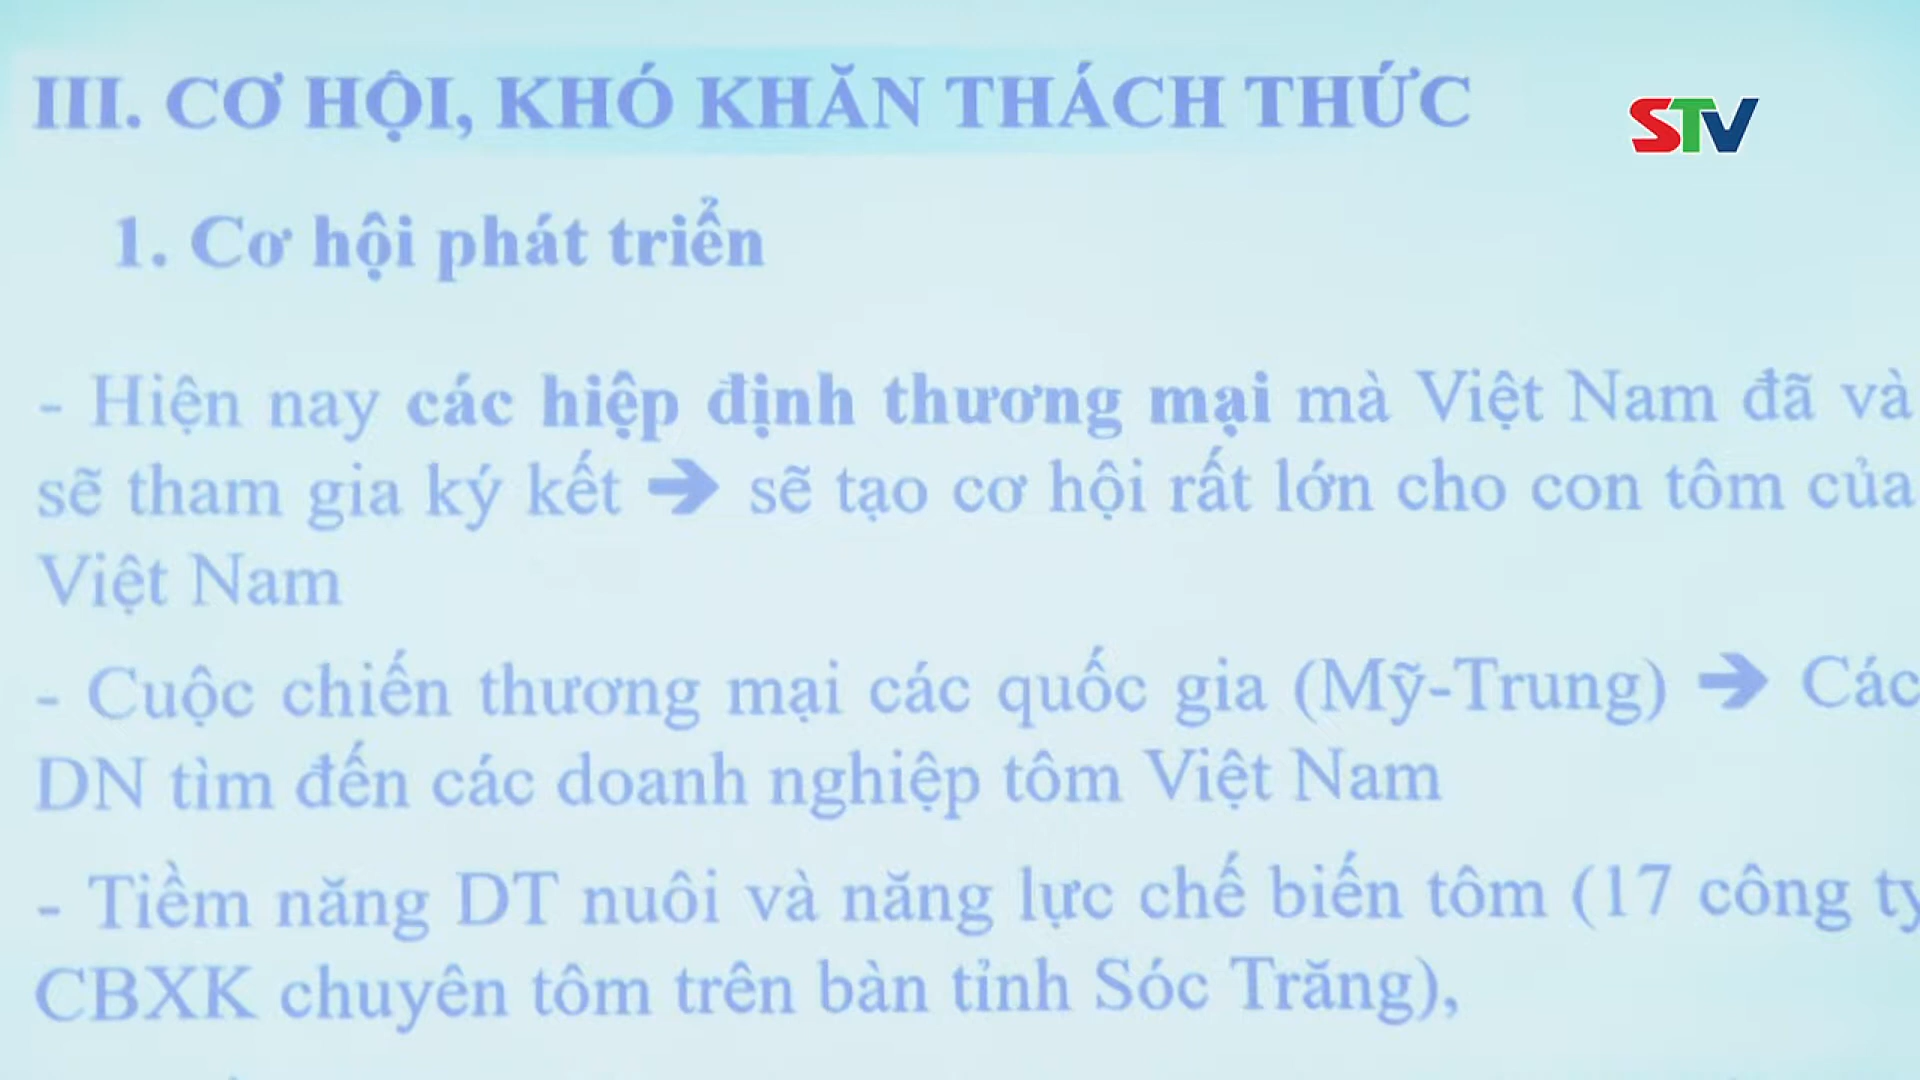 III. CƠ HỘI, KHÓ KHĂN THÁCH THỨC
STV
1. Cơ hội phát triển
- Hiện nay các hiệp định thương mại mà Việt Nam đã và
sẽ tham gia ký kết ➔ sẽ tạo cơ hội rất lớn cho con tôm của
Việt Nam
- Cuộc chiến thương mại các quốc gia (Mỹ-Trung) ➔ Các
DN tìm đến các doanh nghiệp tôm Việt Nam
- Tiềm năng DT nuôi và năng lực chế biến tôm (17 công ty
CBXK chuyên tôm trên bàn tỉnh Sóc Trăng),